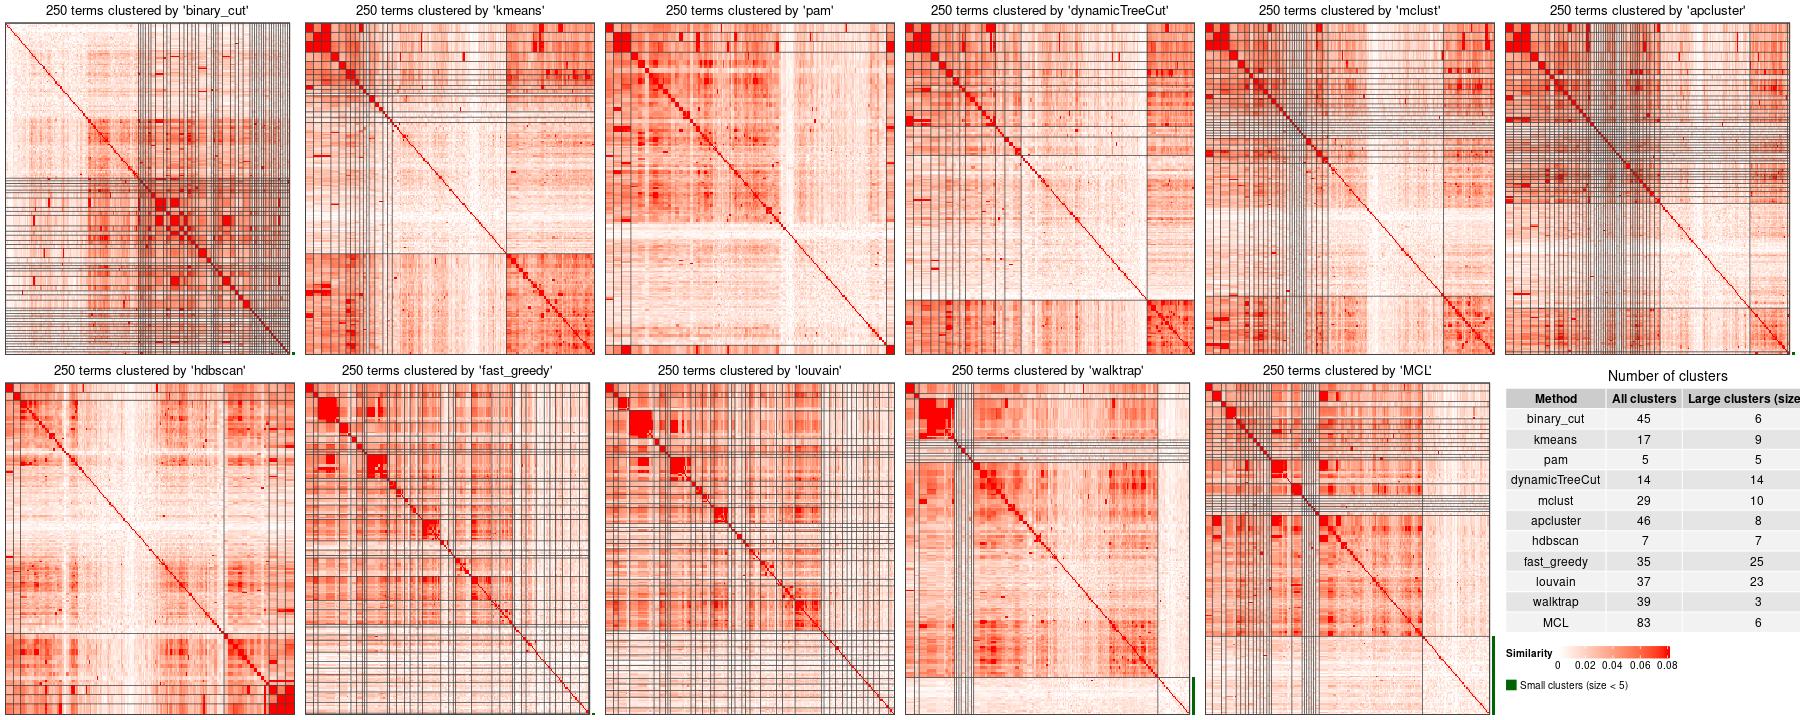 250 terms clustered by 'binary_cut'
250 terms clustered by 'kmeans'
250 terms clustered by 'pam'
250 terms clustered by 'dynamicTreeCut'
250 terms clustered by 'mclust'
250 terms clustered by 'apcluster'
250 terms clustered by 'hdbscan'
250 terms clustered by 'fast_greedy'
250 terms clustered by 'louvain'
250 terms clustered by 'walktrap'
250 terms clustered by 'MCL'
Number of clusters
Method All clusters Large clusters (size
binary_cut 45 6
kmeans 17 9
pam 5 5
dynamicTreeCut 14 14
mclust 29 10
apcluster 46 8
hdbscan 7 7
fast_greedy 35 25
louvain 37 23
walktrap 39 3
MCL 83 6
Similarity
0 0.02 0.04 0.06 0.08
Small clusters (size < 5)